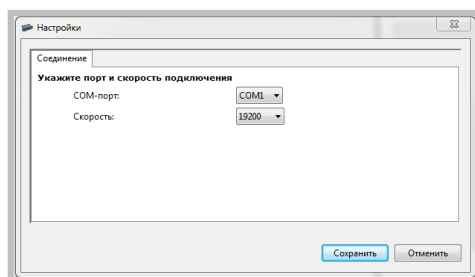 Настройки
Соединение
Укажите порт и скорость подключения
COM-порт:
COM1
Скорость:
19200
Сохранить
Отменить